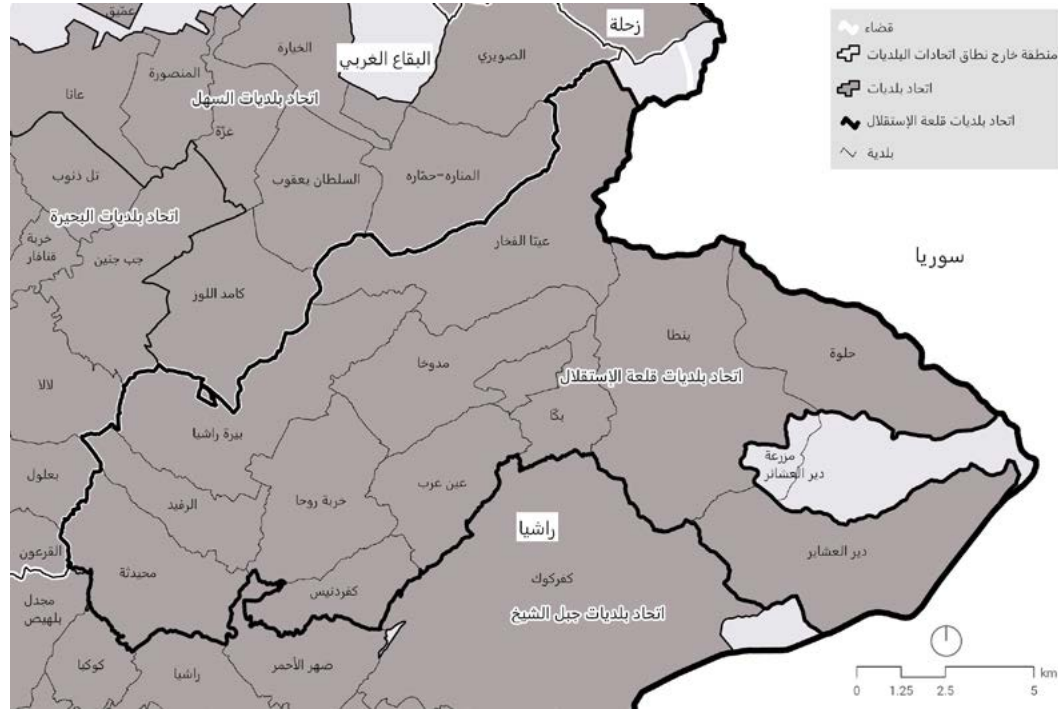 عميق
زحلة
الخيارة
البقاع الغربي
الصويري
المنصورة
عانا
اتحاد بلديات السهل
غزّة
تل ذنوب
السلطان يعقوب
المناره-حمّاره
اتحاد بلديات البحيرة
خربة
قنافار
جب جنين
عيتا الفخار
كامد اللوز
سوريا
ينطا
حلوة
مدوخا
لالا
اتحاد بلديات قلعة الإستقلال
بكّا
بيرة راشيا
مزرعة
دير العشائر
بعلول
عين عرب
الرفيد
خربة روحا
راشيا
القرعون
دير العشاير
محيدثة
كفركوك
كفردنيس
مجدل
بلهيص
اتحاد بلديات جبل الشيخ
كوكبا
راشيا
ضهر الأحمر
قضاء
منطقة خارج نطاق اتحادات البلديات
اتحاد بلديات
اتحاد بلديات قلعة الإستقلال
بلدية
km
0 1.25 2.5 5